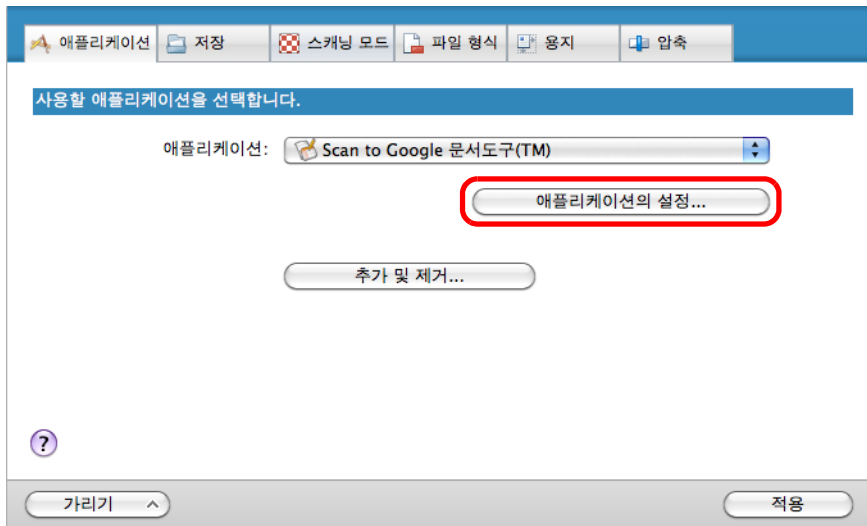 애플리케이션 저장 스캐닝 모드 파일 형식 용지 압축
사용할 애플리케이션을 선택합니다.
애플리케이션: Scan to Google 문서도구(TM)
애플리케이션의 설정...
추가 및 제거...
?
가리기 적용